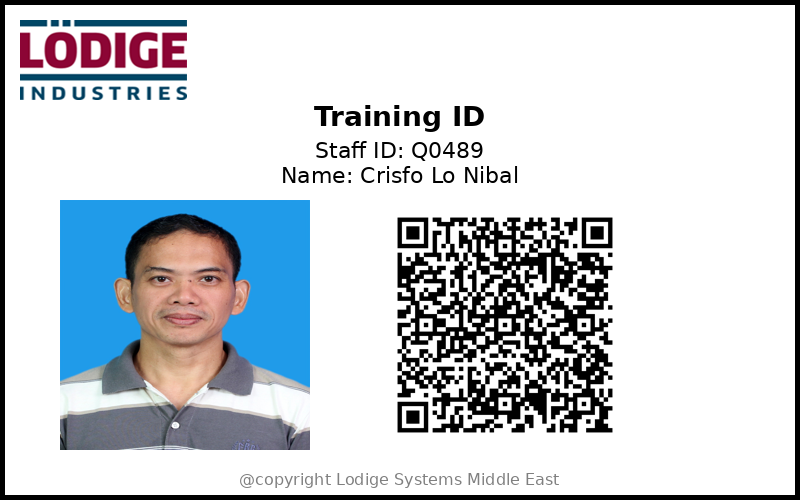 LÖDIGE
INDUSTRIES
Training ID
Staff ID: Q0489
Name: Crisfo Lo Nibal
@copyright Lodige Systems Middle East